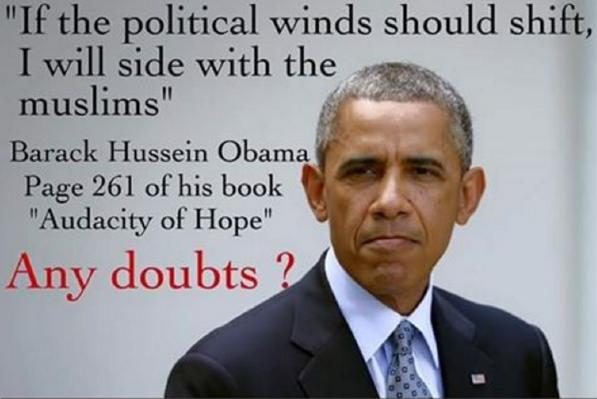 "If the political winds should shift,
I will side with the
muslims"
Barack Hussein Obama
Page 261 of his book
"Audacity of Hope"
Any doubts ?